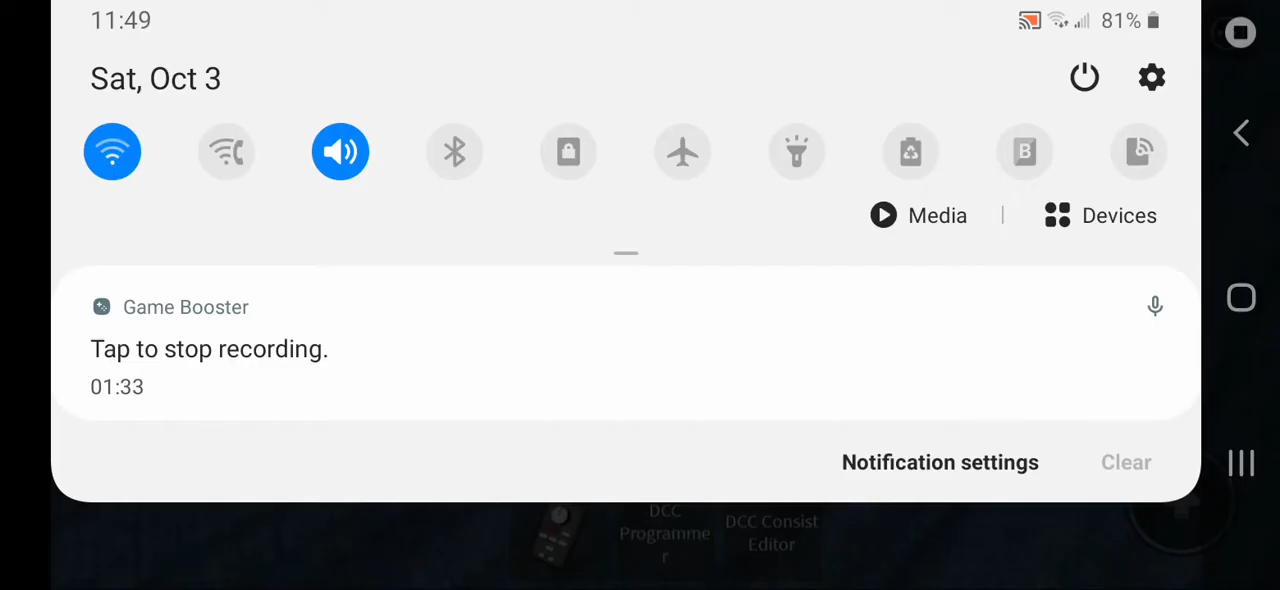 11:49
81%
Sat, Oct 3
B
Media | Devices
Game Booster
Tap to stop recording.
01:33
Notification settings
Clear
DCC
Programme
r
DCC Consist
Editor